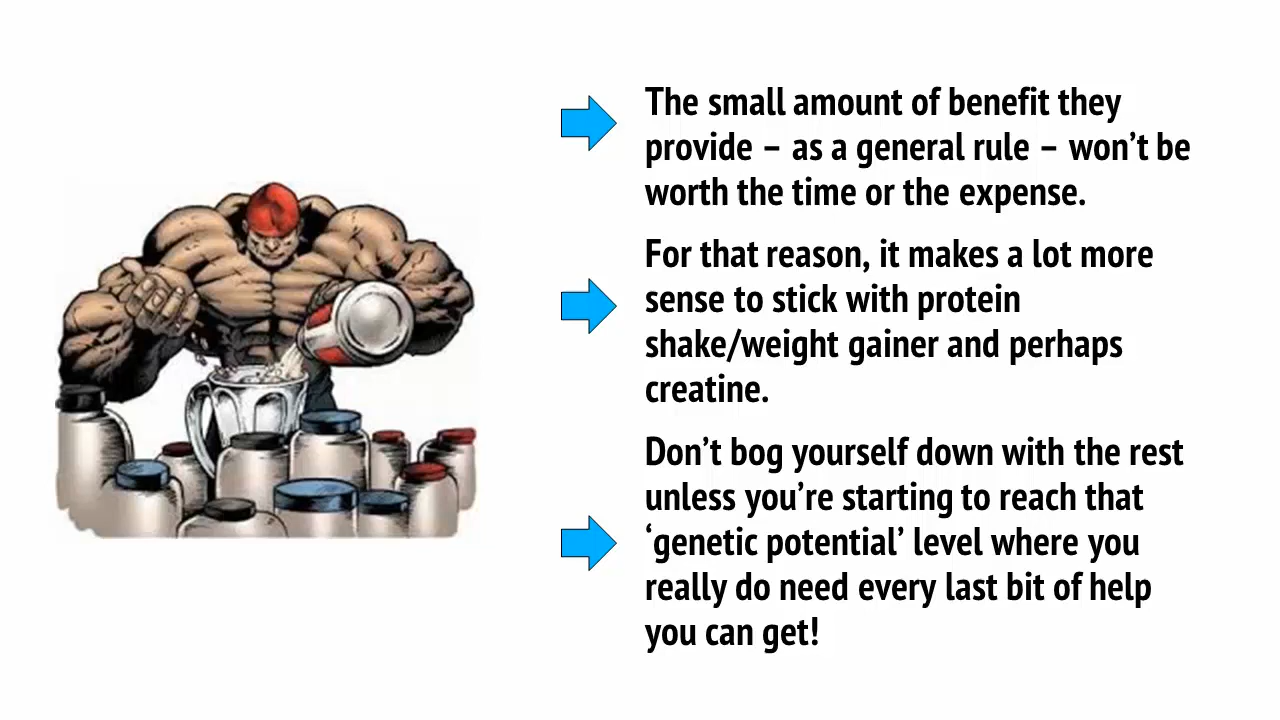 The small amount of benefit they
provide – as a general rule – won’t be
worth the time or the expense.
For that reason, it makes a lot more
sense to stick with protein
shake/weight gainer and perhaps
creatine.
Don’t bog yourself down with the rest
unless you’re starting to reach that
‘genetic potential’ level where you
really do need every last bit of help
you can get!